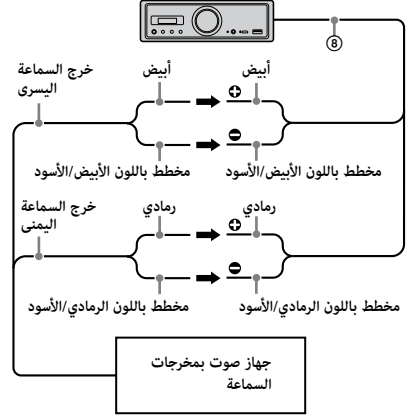 ⑧
خرج السماعة
اليسرى
أبيض
أبيض
مخطط باللون الأبيض/الأسود
مخطط باللون الأبيض/الأسود
خرج السماعة
اليمنى
رمادي
رمادي
مخطط باللون الرمادي/الأسود
مخطط باللون الرمادي/الأسود
جهاز صوت بمخرجات
السماعة